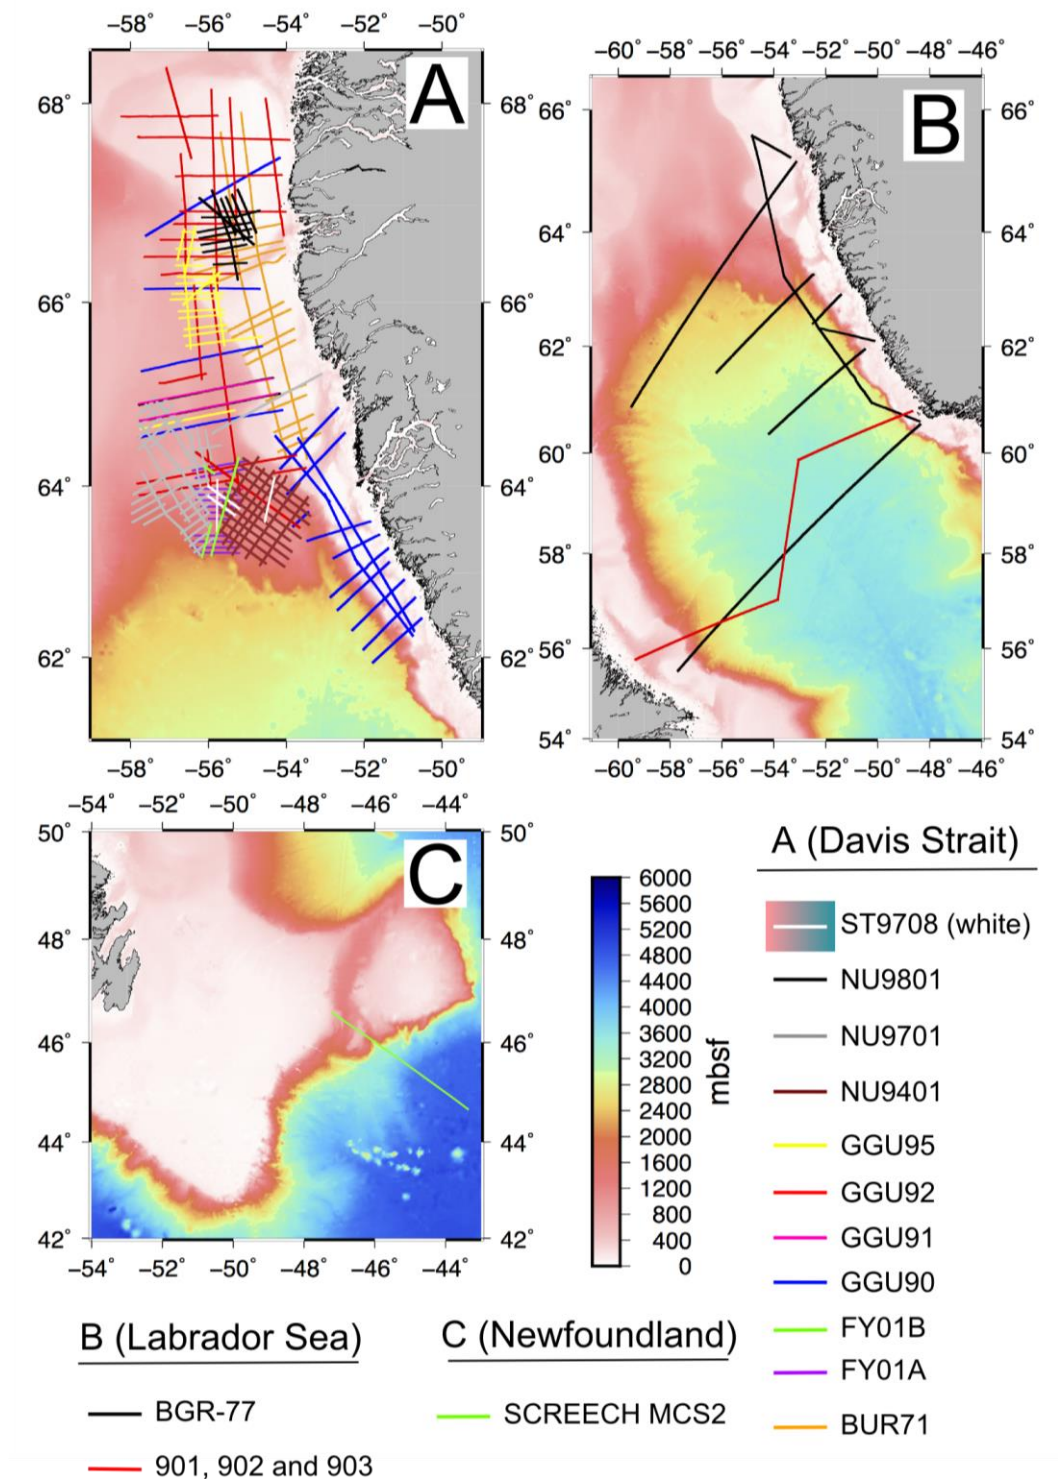 −58˚ −56˚ −54˚ −52˚ −50˚
A
68˚ 68˚
66˚ 66˚
64˚ 64˚
62˚ 62˚
−58˚ −56˚ −54˚ −52˚ −50˚
−60˚ −58˚ −56˚ −54˚ −52˚ −50˚ −48˚ −46˚
B
66˚ 66˚
64˚ 64˚
62˚ 62˚
60˚ 60˚
58˚ 58˚
56˚ 56˚
54˚ 54˚
−60˚ −58˚ −56˚ −54˚ −52˚ −50˚ −48˚ −46˚
−54˚ −52˚ −50˚ −48˚ −46˚ −44˚
C
50˚ 50˚
48˚ 48˚
46˚ 46˚
44˚ 44˚
42˚ 42˚
−54˚ −52˚ −50˚ −48˚ −46˚ −44˚
6000
5600
5200
4800
4400
4000
3600
3200
2800
2400
2000
1600
1200
800
400
0
mbsf
A (Davis Strait)
ST9708 (white)
NU9801
NU9701
NU9401
GGU95
GGU92
GGU91
GGU90
FY01B
FY01A
BUR71
B (Labrador Sea)
BGR-77
901, 902 and 903
C (Newfoundland)
SCREECH MCS2